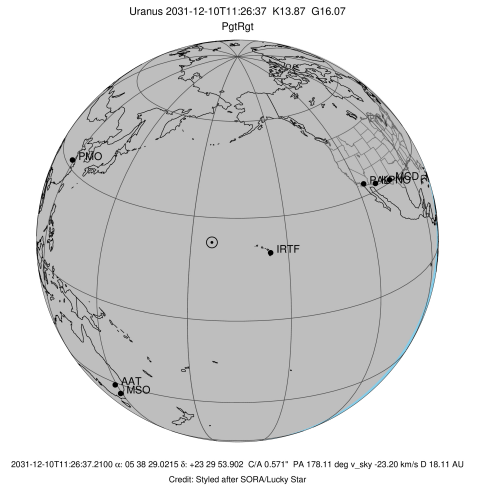 Uranus 2031-12-10T11:26:37 K13.87 G16.07
PgtRgt
PMO
MCD
IRTF
AAT
MSO
2031-12-10T11:26:37.2100 α: 05 38 29.0215 δ: +23 29 53.902 C/A 0.571" PA 178.11 deg v_sky -23.20 km/s D 18.11 AU
Credit: Styled after SORA/Lucky Star